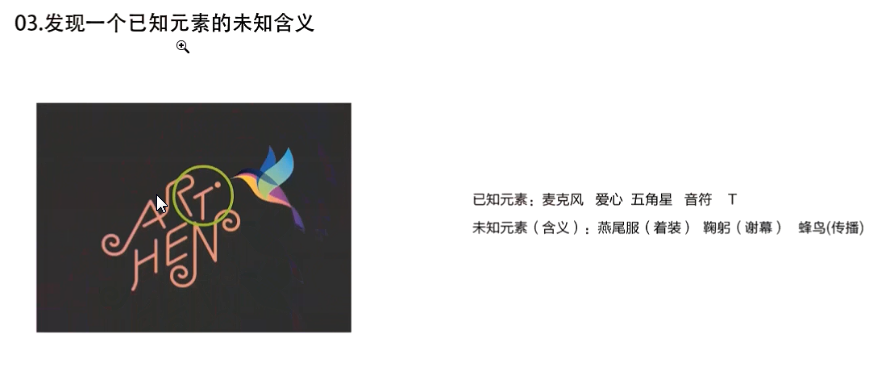 03.发现一个已知元素的未知含义
ART
HEN
已知元素：麦克风 爱心 五角星 音符 T
未知元素（含义）：燕尾服（着装） 鞠躬（谢幕） 蜂鸟(传播)